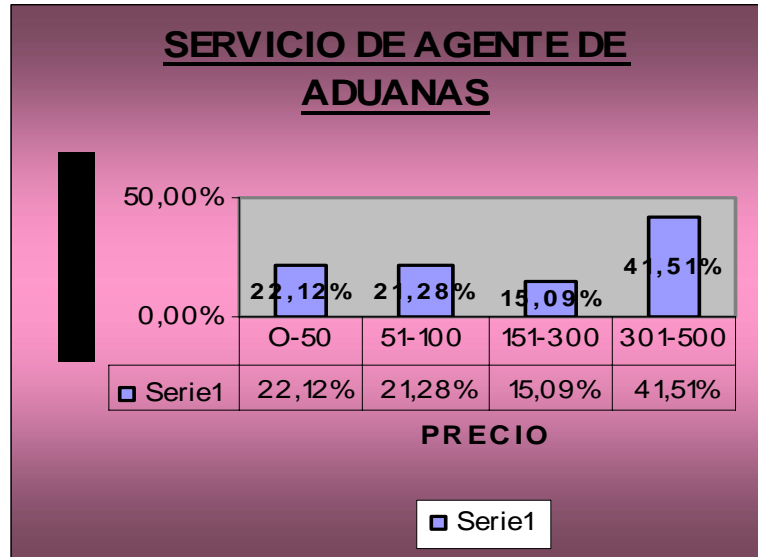 SERVICIO DE AGENTE DE
ADUANAS
50,00%
0,00%
22,12%
21,28%
15,09%
41,51%
O-50 51-100 151-300 301-500
Serie1 22,12% 21,28% 15,09% 41,51%
PRECIO
Serie1